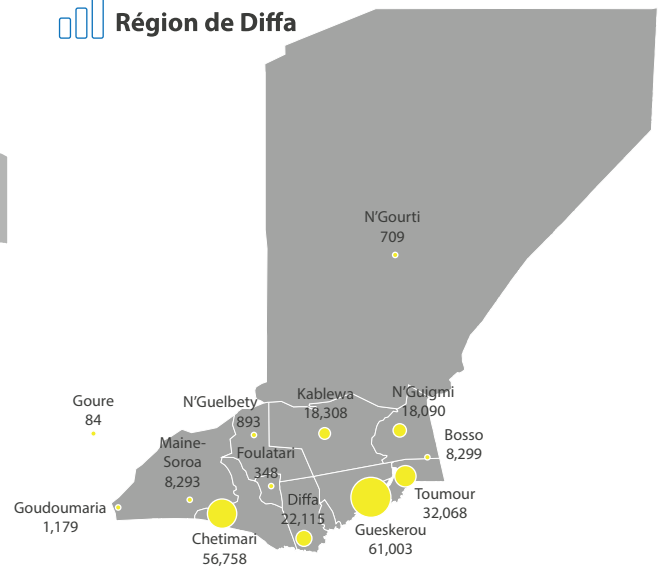 Région de Diffa
N'Gourti
709
Kablewa
18,308
N'Guigmi
18,090
Goure
84
N'Guelbety
893
Bosso
8,299
Maine-
Soroa
8,293
Foulatari
348
Toumour
32,068
Diffa
22,115
Goudoumaria
1,179
Gueskerou
61,003
Chetimari
56,758